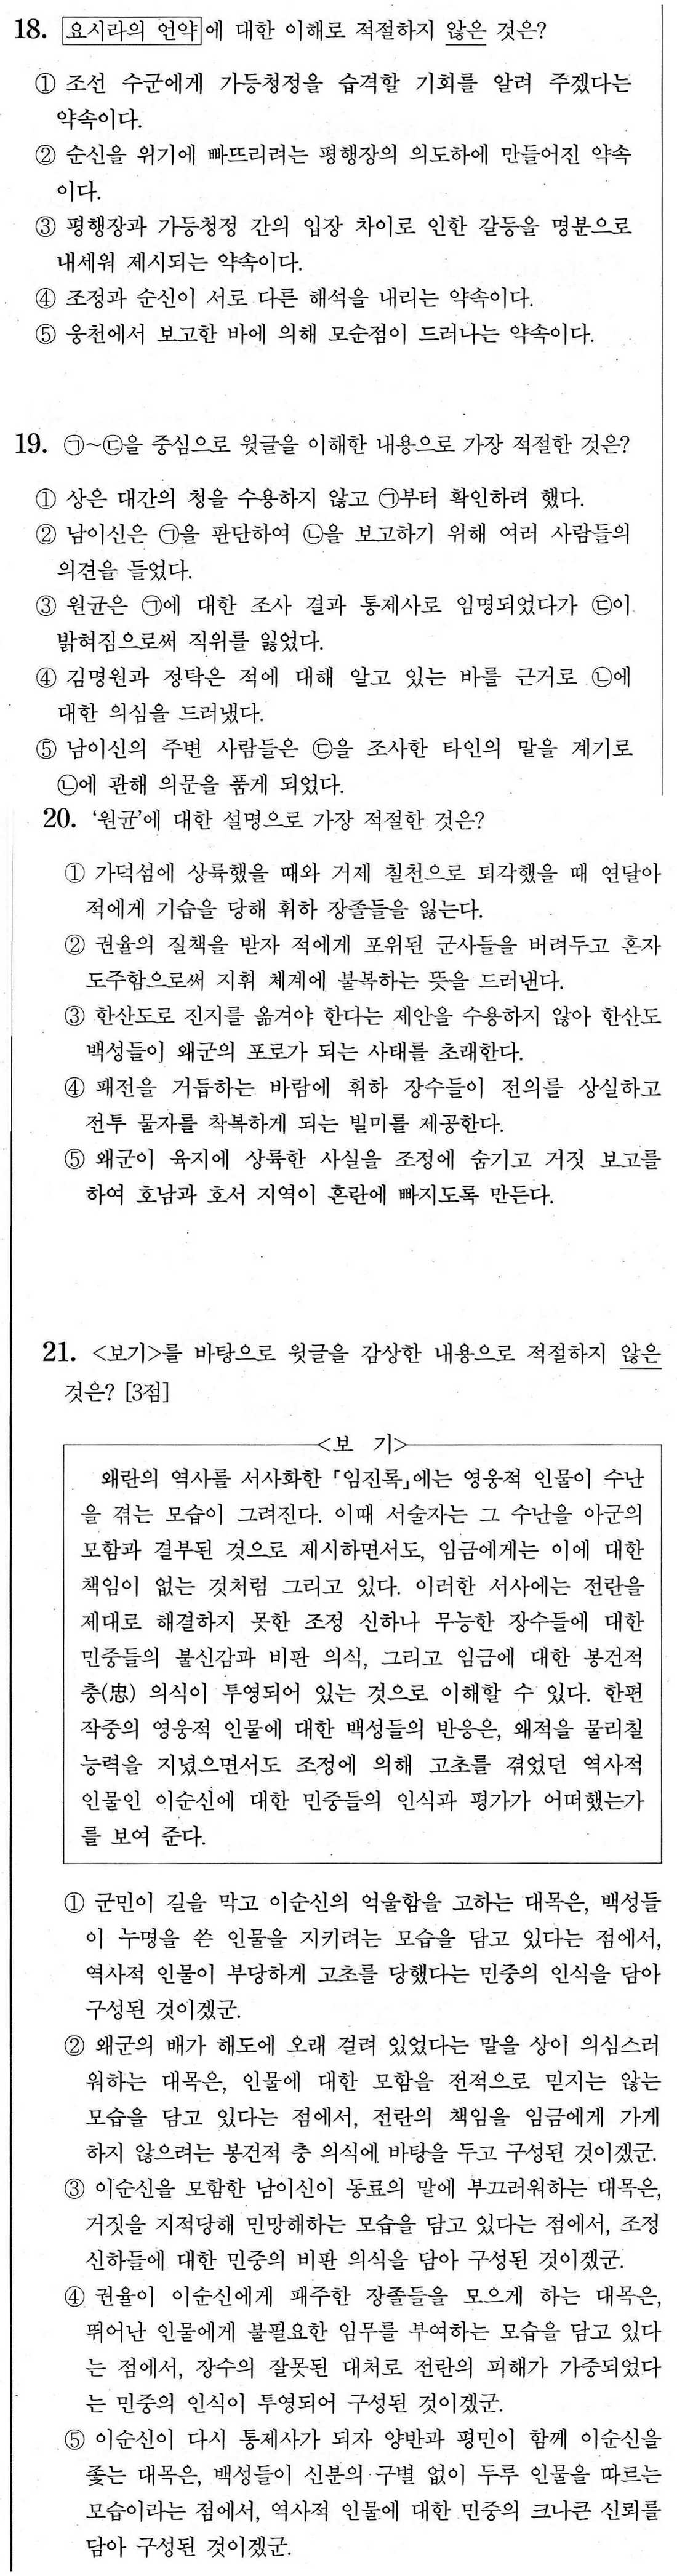 18. 요시라의 언약에 대한 이해로 적절하지 않은 것은?
① 조선 수군에게 가등청정을 습격할 기회를 알려 주겠다는
약속이다.
② 순신을 위기에 빠뜨리려는 평행장의 의도하에 만들어진 약속
이다.
③ 평행장과 가등청정 간의 입장 차이로 인한 갈등을 명분으로
내세워 제시되는 약속이다.
④ 조정과 순신이 서로 다른 해석을 내리는 약속이다.
⑤ 웅천에서 보고한 바에 의해 모순점이 드러나는 약속이다.
19. ㉠~㉢을 중심으로 윗글을 이해한 내용으로 가장 적절한 것은?
① 상은 대간의 청을 수용하지 않고 ㉠부터 확인하려 했다.
② 남이신은 ㉠을 판단하여 ㉡을 보고하기 위해 여러 사람들의
의견을 들었다.
③ 원균은 ㉠에 대한 조사 결과 통제사로 임명되었다가 ㉢이
밝혀짐으로써 직위를 잃었다.
④ 김명원과 정탁은 적에 대해 알고 있는 바를 근거로 ㉡에
대한 의심을 드러냈다.
⑤ 남이신의 주변 사람들은 ㉢을 조사한 타인의 말을 계기로
㉡에 관해 의문을 품게 되었다.
20. ‘원균’에 대한 설명으로 가장 적절한 것은?
① 가덕섬에 상륙했을 때와 거제 칠천으로 퇴각했을 때 연달아
적에게 기습을 당해 휘하 장졸들을 잃는다.
② 권율의 질책을 받자 적에게 포위된 군사들을 버려두고 혼자
도주함으로써 지휘 체계에 불복하는 뜻을 드러낸다.
③ 한산도로 진지를 옮겨야 한다는 제안을 수용하지 않아 한산도
백성들이 왜군의 포로가 되는 사태를 초래한다.
④ 패전을 거듭하는 바람에 휘하 장수들이 전의를 상실하고
전투 물자를 착복하게 되는 빌미를 제공한다.
⑤ 왜군이 육지에 상륙한 사실을 조정에 숨기고 거짓 보고를
하여 호남과 호서 지역이 혼란에 빠지도록 만든다.
21. <보기>를 바탕으로 윗글을 감상한 내용으로 적절하지 않은
것은? [3점]
<보 기>
왜란의 역사를 서사화한 「임진록」에는 영웅적 인물이 수난
을 겪는 모습이 그려진다. 이때 서술자는 그 수난을 아군의
모함과 결부된 것으로 제시하면서도, 임금에게는 이에 대한
책임이 없는 것처럼 그리고 있다. 이러한 서사에는 전란을
제대로 해결하지 못한 조정 신하나 무능한 장수들에 대한
민중들의 불신감과 비판 의식, 그리고 임금에 대한 봉건적
충(忠) 의식이 투영되어 있는 것으로 이해할 수 있다. 한편
작중의 영웅적 인물에 대한 백성들의 반응은, 왜적을 물리칠
능력을 지녔으면서도 조정에 의해 고초를 겪었던 역사적
인물인 이순신에 대한 민중들의 인식과 평가가 어떠했는가
를 보여 준다.
① 군민이 길을 막고 이순신의 억울함을 고하는 대목은, 백성들
이 누명을 쓴 인물을 지키려는 모습을 담고 있다는 점에서,
역사적 인물이 부당하게 고초를 당했다는 민중의 인식을 담아
구성된 것이겠군.
② 왜군의 배가 해도에 오래 걸려 있었다는 말을 상이 의심스러
워하는 대목은, 인물에 대한 모함을 전적으로 믿지는 않는
모습을 담고 있다는 점에서, 전란의 책임을 임금에게 가게
하지 않으려는 봉건적 충 의식에 바탕을 두고 구성된 것이겠군.
③ 이순신을 모함한 남이신이 동료의 말에 부끄러워하는 대목은,
거짓을 지적당해 민망해하는 모습을 담고 있다는 점에서, 조정
신하들에 대한 민중의 비판 의식을 담아 구성된 것이겠군.
④ 권율이 이순신에게 패주한 장졸들을 모으게 하는 대목은,
뛰어난 인물에게 불필요한 임무를 부여하는 모습을 담고 있다
는 점에서, 장수의 잘못된 대처로 전란의 피해가 가중되었다
는 민중의 인식이 투영되어 구성된 것이겠군.
⑤ 이순신이 다시 통제사가 되자 양반과 평민이 함께 이순신을
좇는 대목은, 백성들이 신분의 구별 없이 두루 인물을 따르는
모습이라는 점에서, 역사적 인물에 대한 민중의 크나큰 신뢰를
담아 구성된 것이겠군.